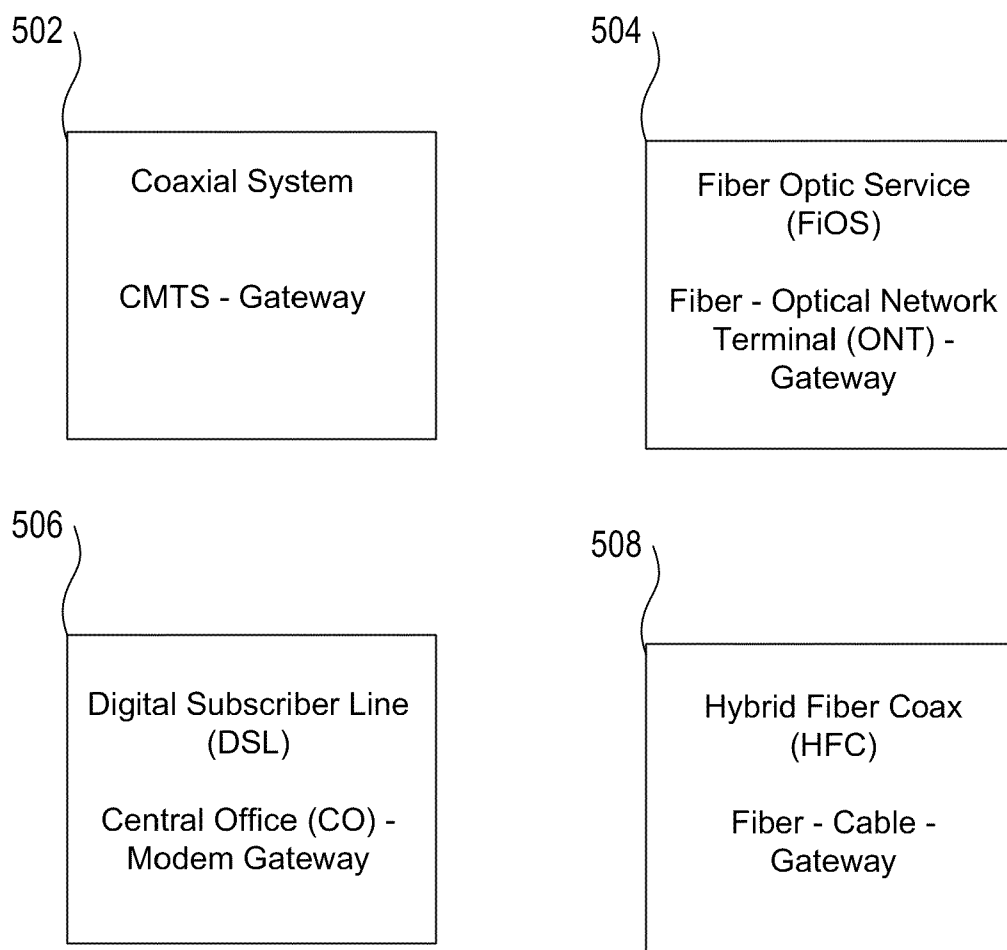 502
Coaxial System
CMTS - Gateway
504
Fiber Optic Service
(FiOS)
Fiber - Optical Network
Terminal (ONT) -
Gateway
506
Digital Subscriber Line
(DSL)
Central Office (CO) -
Modem Gateway
508
Hybrid Fiber Coax
(HFC)
Fiber - Cable -
Gateway